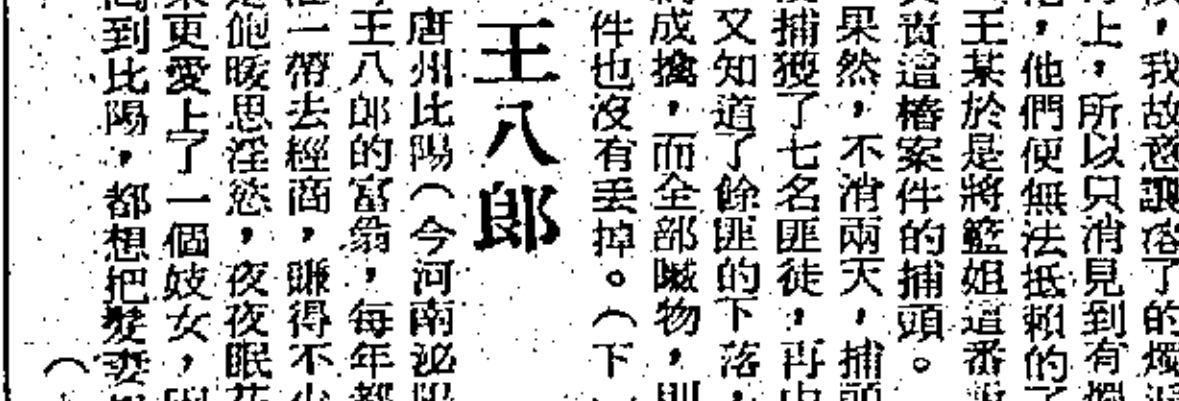 ，我故意讓落了的燭淚
上，所以只消見到有燭
，他們便無法抵賴的了
王某於是將籃姐這番
責這樁案件的捕頭。
果然，不消兩天，捕頭
捕獲了七名匪徒，再由
又知道了餘匪的下落，
成擒，而全部贓物，則
件也沒有丟掉。（下
王八郎
唐州比陽（今河南泌陽
王八郎的富翁，每年都
一帶去經商，賺得不少
飽暖思淫慾，夜夜眠花
更愛上了一個妓女，
到比陽，都想把髮妻
（